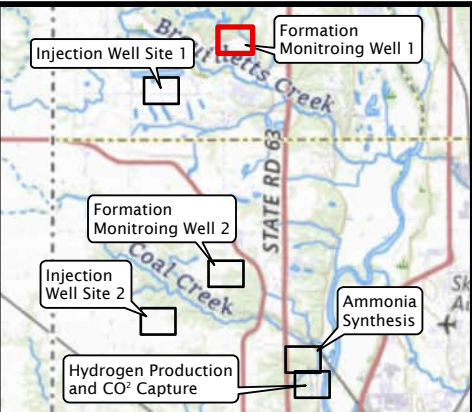 Formation
Monitroing Well 1
Injection Well Site 1
Brouilletts Creek
STATE RD 63
Formation
Monitroing Well 2
Coal Creek
Injection
Well Site 2
Ammonia
Synthesis
Hydrogen Production
and CO² Capture